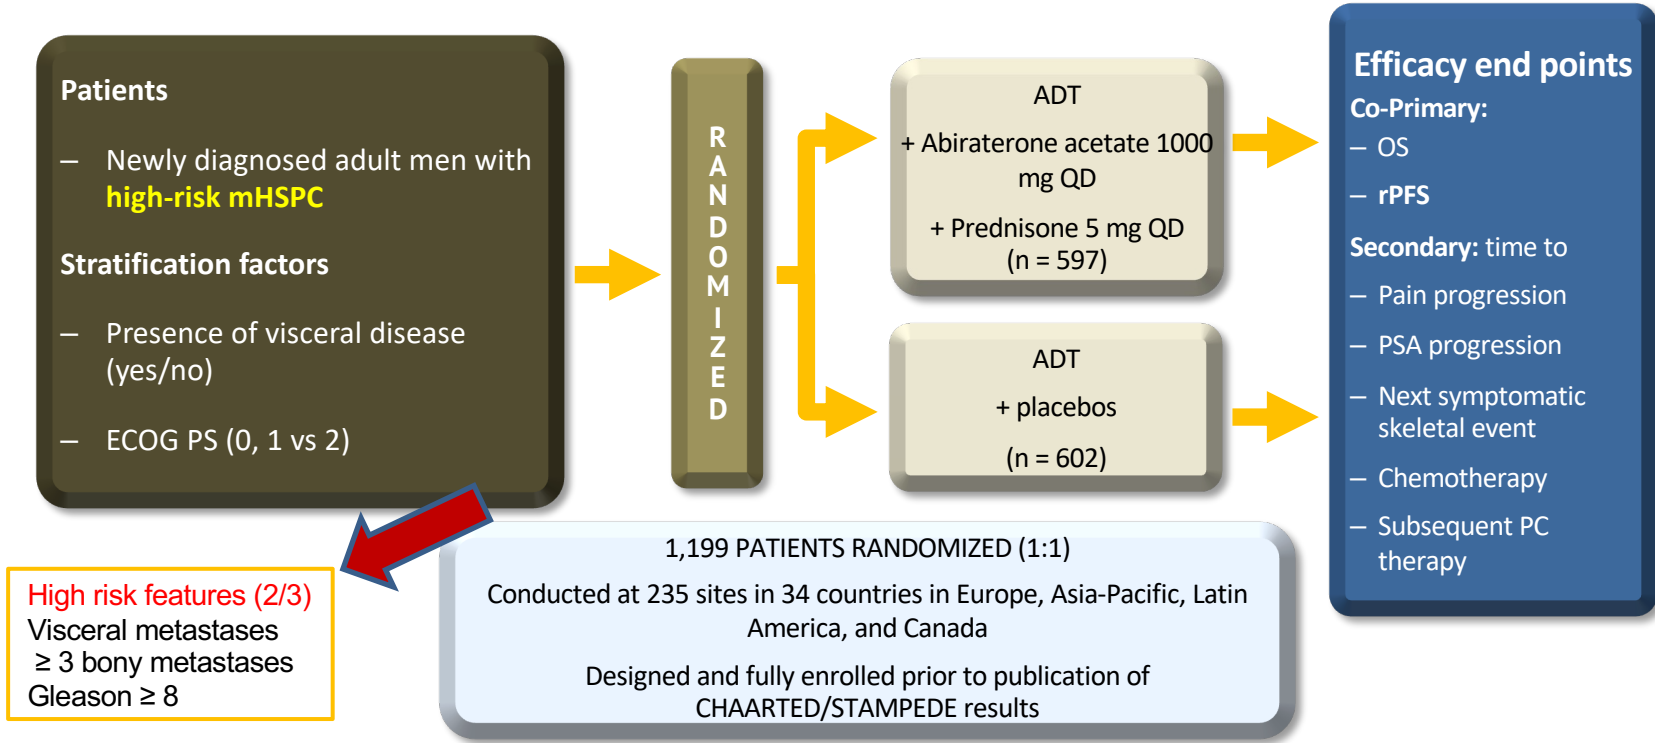 Patients
– Newly diagnosed adult men with
high-risk mHSPC
Stratification factors
– Presence of visceral disease
(yes/no)
– ECOG PS (0, 1 vs 2)
RANDOMIZED
ADT
+ Abiraterone acetate 1000
mg QD
+ Prednisone 5 mg QD
(n = 597)
ADT
+ placebos
(n = 602)
Efficacy end points
Co-Primary:
– OS
– rPFS
Secondary: time to
– Pain progression
– PSA progression
– Next symptomatic
skeletal event
– Chemotherapy
– Subsequent PC
therapy
High risk features (2/3)
Visceral metastases
≥ 3 bony metastases
Gleason ≥ 8
1,199 PATIENTS RANDOMIZED (1:1)
Conducted at 235 sites in 34 countries in Europe, Asia-Pacific, Latin
America, and Canada
Designed and fully enrolled prior to publication of
CHAARTED/STAMPEDE results